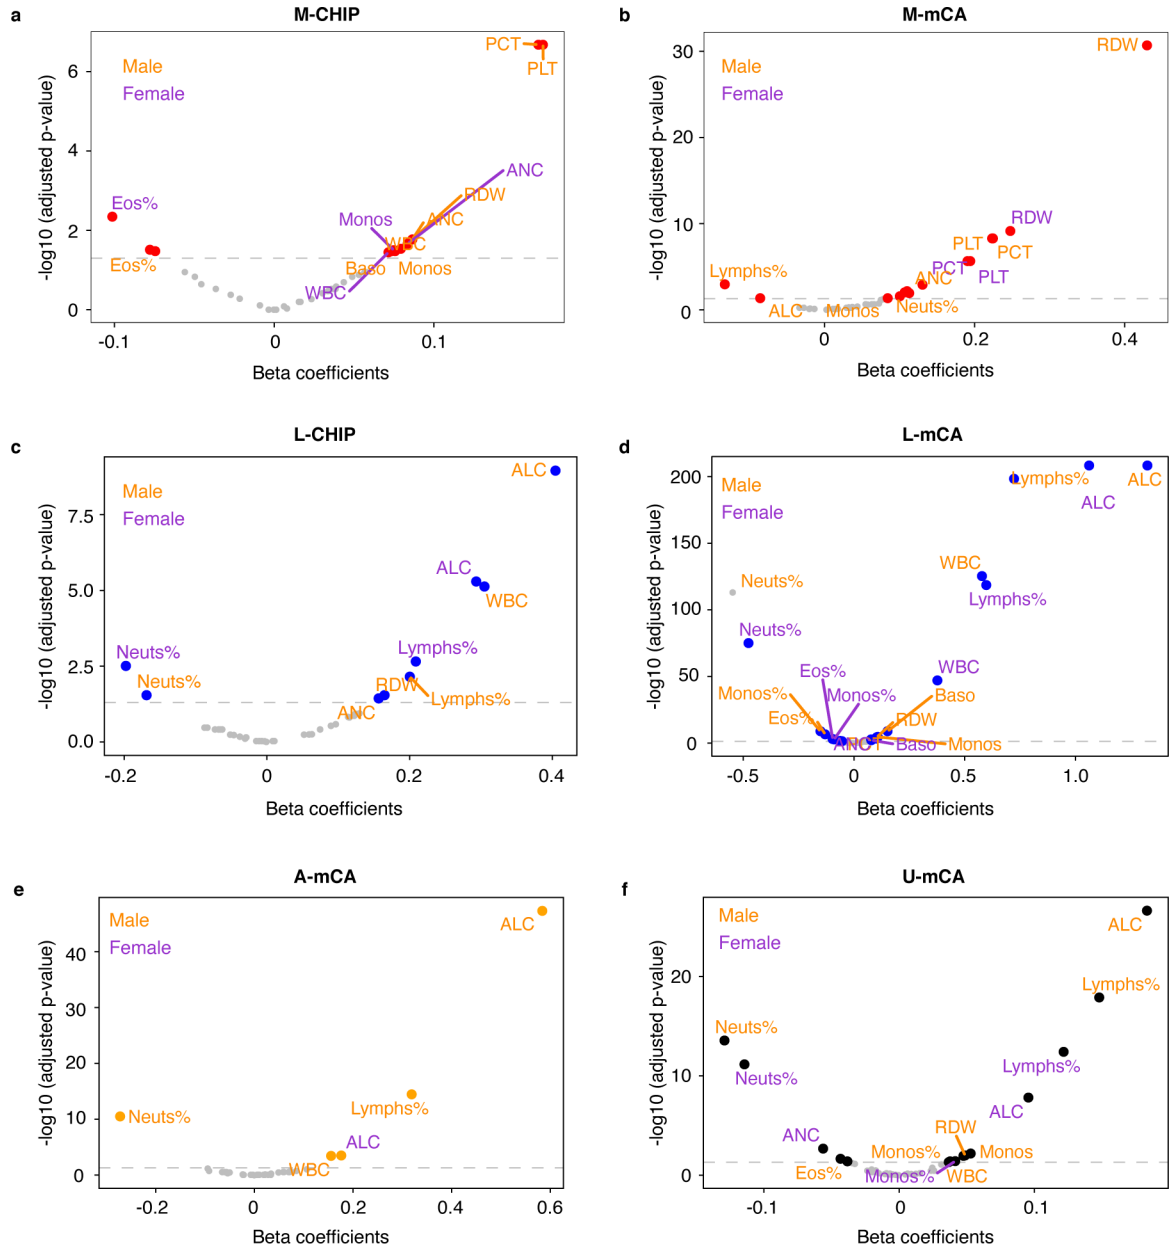 a
M-CHIP
Male
Female
PCT
PLT
ANC
RDW
ANC
Monos
WBC
Baso
Monos
WBC
Eos%
Eos%
6
4
2
0
-0.1
0
0.1
-log10 (adjusted p-value)
Beta coefficients
b
M-mCA
Male
Female
RDW
RDW
PLT
PCT
PCT
PLT
ANC
Lymphs%
ALC
Monos
Neuts%
30
20
10
0
0
0.2
0.4
-log10 (adjusted p-value)
Beta coefficients
c
L-CHIP
Male
Female
ALC
ALC
WBC
Neuts%
Neuts%
Lymphs%
RDW
Lymphs%
ANC
7.5
5.0
2.5
0.0
-0.2
0
0.2
0.4
-log10 (adjusted p-value)
Beta coefficients
d
L-mCA
Male
Female
Lymphs%
ALC
ALC
WBC
Lymphs%
Neuts%
Neuts%
Eos%
WBC
Monos%
Monos%
Baso
Eos%
RDW
ANC
Baso
Monos
200
150
100
50
0
-0.5
0
0.5
1.0
-log10 (adjusted p-value)
Beta coefficients
e
A-mCA
Male
Female
ALC
Lymphs%
Neuts%
ALC
WBC
40
30
20
10
0
-0.2
0
0.2
0.4
0.6
-log10 (adjusted p-value)
Beta coefficients
f
U-mCA
Male
Female
ALC
Lymphs%
Neuts%
Neuts%
Lymphs%
ALC
RDW
ANC
Monos%
Monos
Eos%
Monos%
WBC
20
10
0
-0.1
0
0.1
-log10 (adjusted p-value)
Beta coefficients